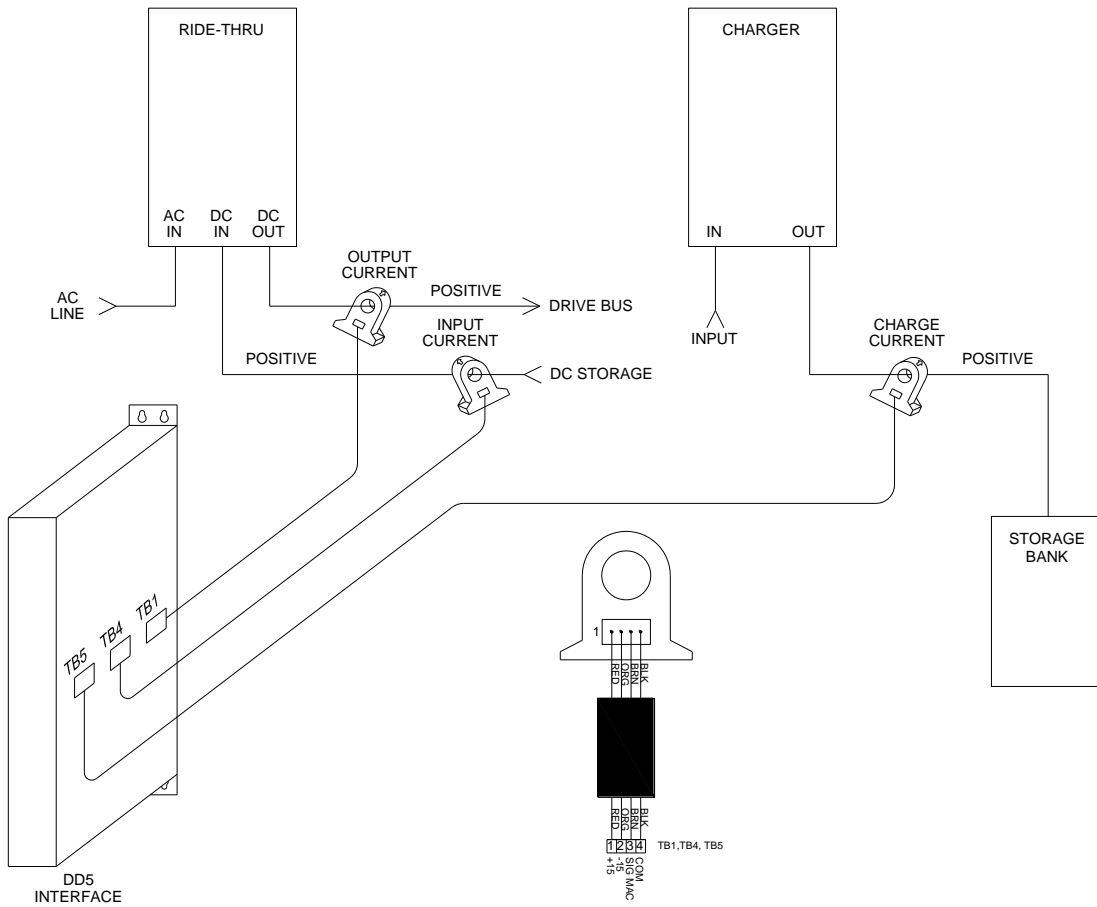 RIDE-THRU
CHARGER
AC
IN
DC
IN
DC
OUT
IN
OUT
OUTPUT
CURRENT
POSITIVE
AC
LINE
DRIVE BUS
INPUT
CURRENT
POSITIVE
DC STORAGE
INPUT
CHARGE
CURRENT
POSITIVE
STORAGE
BANK
TB1
TB4
TB5
1
RED
ORG
BRN
BLK
RED
ORG
BRN
BLK
1 2 3 4
TB1,TB4, TB5
+15
-15
SIG MAC
COM
DD5
INTERFACE